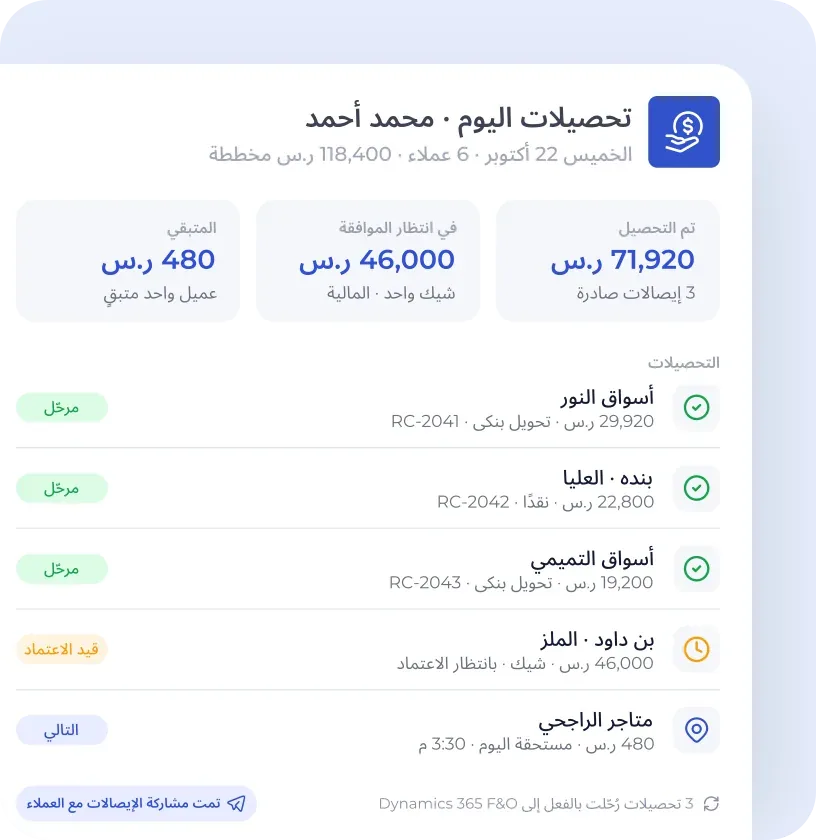 تحصيلات اليوم · محمد أحمد
الخميس 22 أكتوبر · 6 عملاء · 118,400 ر.س مخططة
تم التحصيل
71,920 ر.س
3 إيصالات صادرة
في انتظار الموافقة
46,000 ر.س
شيك واحد · المالية
المتبقي
480 ر.س
عميل واحد متبقٍ
التحصيلات
أسواق النور
29,920 ر.س · تحويل بنكى · RC-2041
مرحّل
بنده · العليا
22,800 ر.س · نقدًا · RC-2042
مرحّل
أسواق التميمي
19,200 ر.س · تحويل بنكى · RC-2043
مرحّل
بن داود · الملز
46,000 ر.س · شيك · بانتظار الاعتماد
قيد الاعتماد
متاجر الراجحي
480 ر.س · مستحقة اليوم · 3:30 م
التالي
3 تحصيلات رُحّلت بالفعل إلى Dynamics 365 F&O
تمت مشاركة الإيصالات مع العملاء